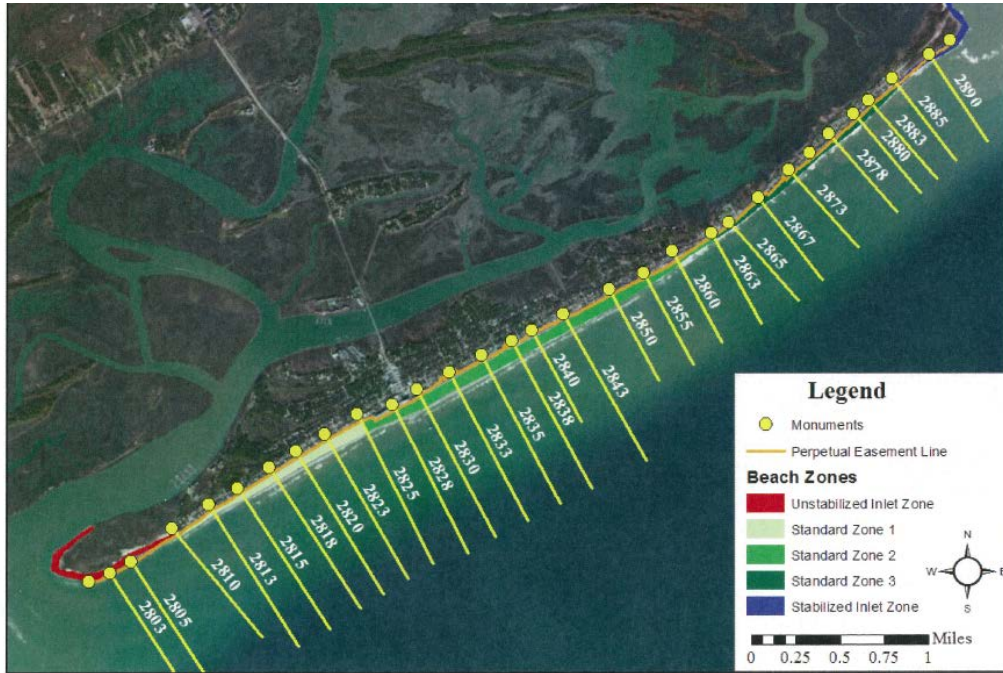 2890
2885
2883
2880
2878
2873
2867
2865
2863
2860
2855
2850
2843
2840
2838
2835
2833
2830
2828
2825
2823
2820
2818
2815
2813
2810
2805
2803
Legend
Monuments
Perpetual Easement Line
Beach Zones
Unstabilized Inlet Zone
Standard Zone 1
Standard Zone 2
Standard Zone 3
Stabilized Inlet Zone
N
W E
S
Miles
0 0.25 0.5 0.75 1